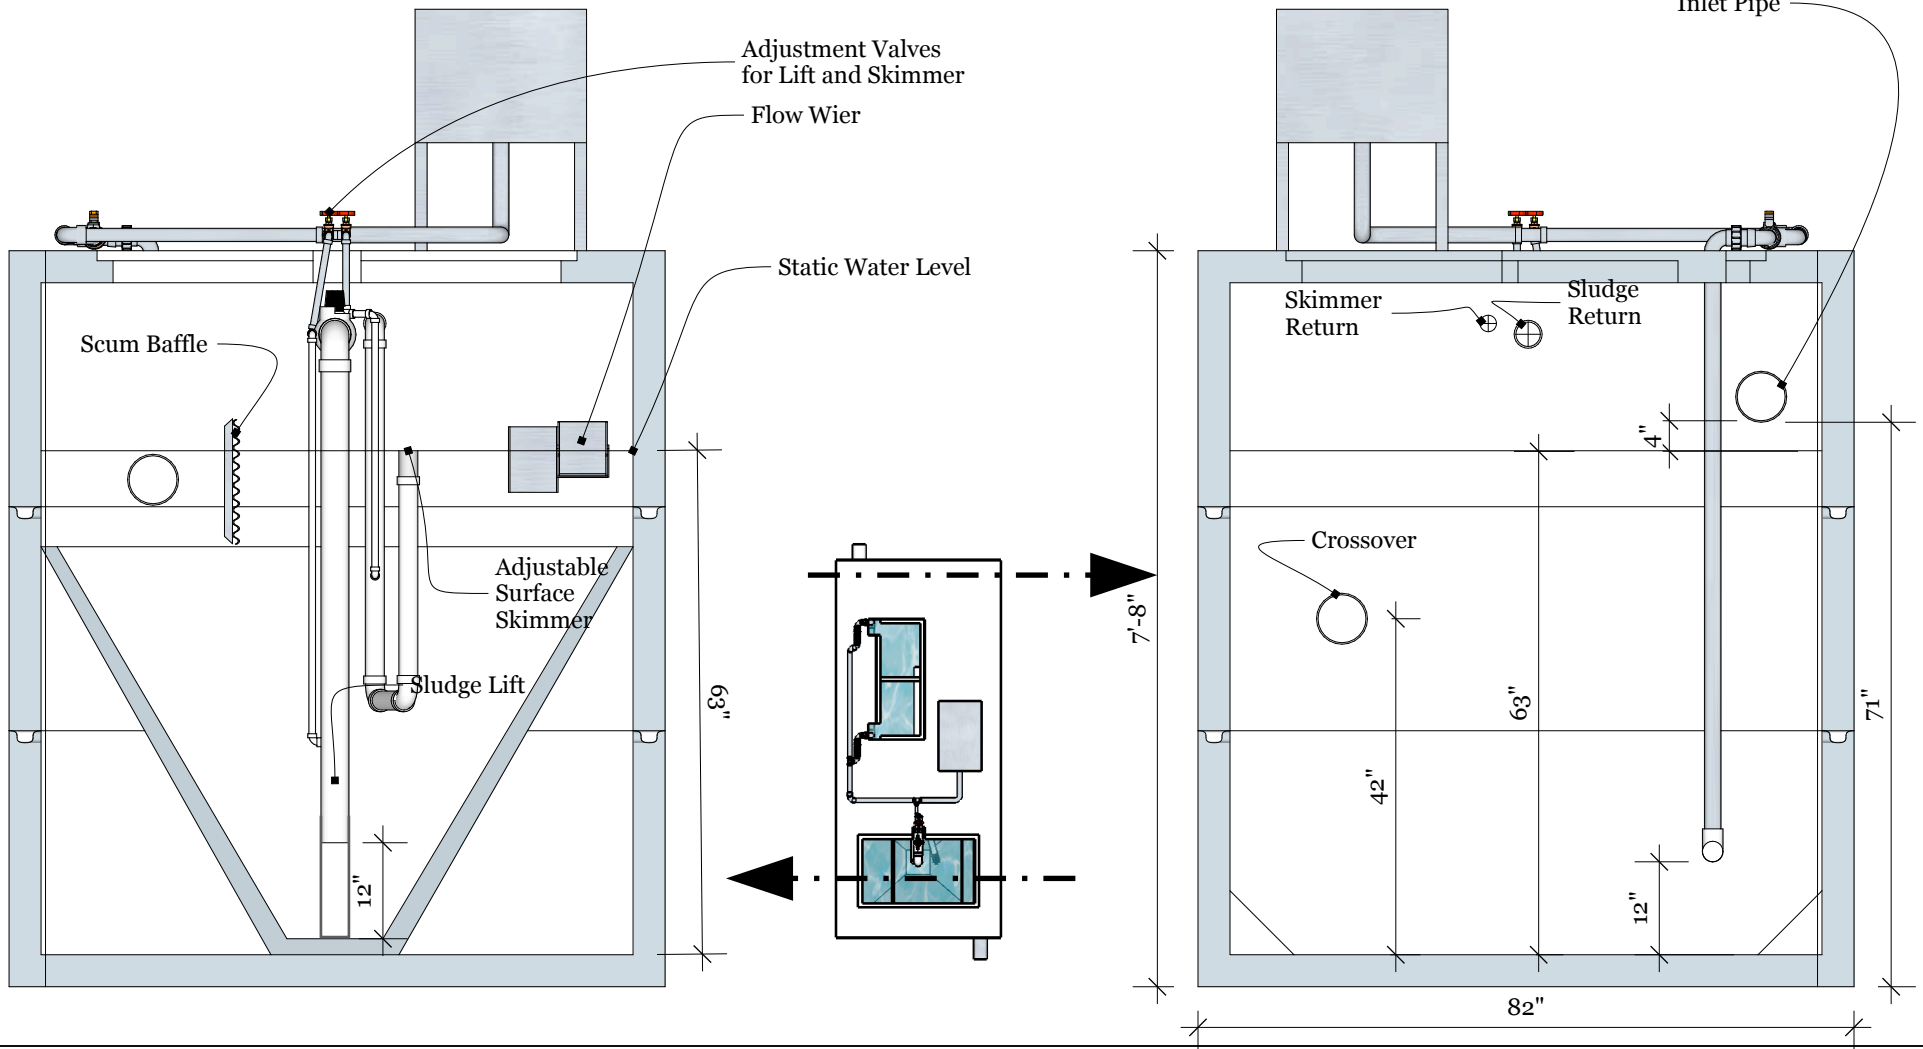 Inlet Pipe
Adjustment Valves
for Lift and Skimmer
Flow Wier
Static Water Level
Scum Baffle
Adjustable
Surface
Skimmer
Sludge Lift
63"
12"
Skimmer
Return
Sludge
Return
4"
Crossover
7'-8"
63"
71"
42"
12"
82"